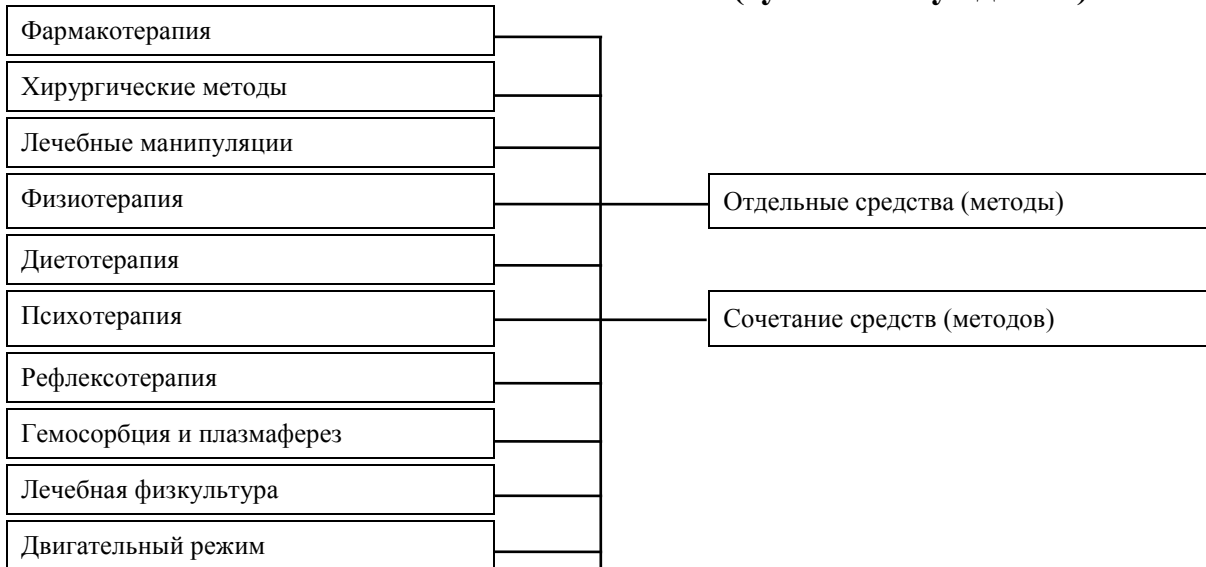 Фармакотерапия
Хирургические методы
Лечебные манипуляции
Физиотерапия
Отдельные средства (методы)
Диетотерапия
Психотерапия
Сочетание средств (методов)
Рефлексотерапия
Гемосорбция и плазмаферез
Лечебная физкультура
Двигательный режим